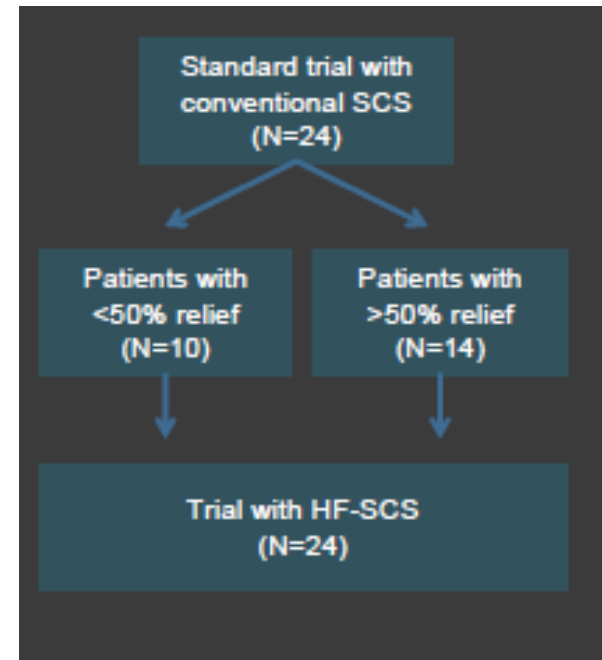 Standard trial with
conventional SCS
(N=24)
Patients with
<50% relief
(N=10)
Patients with
>50% relief
(N=14)
Trial with HF-SCS
(N=24)